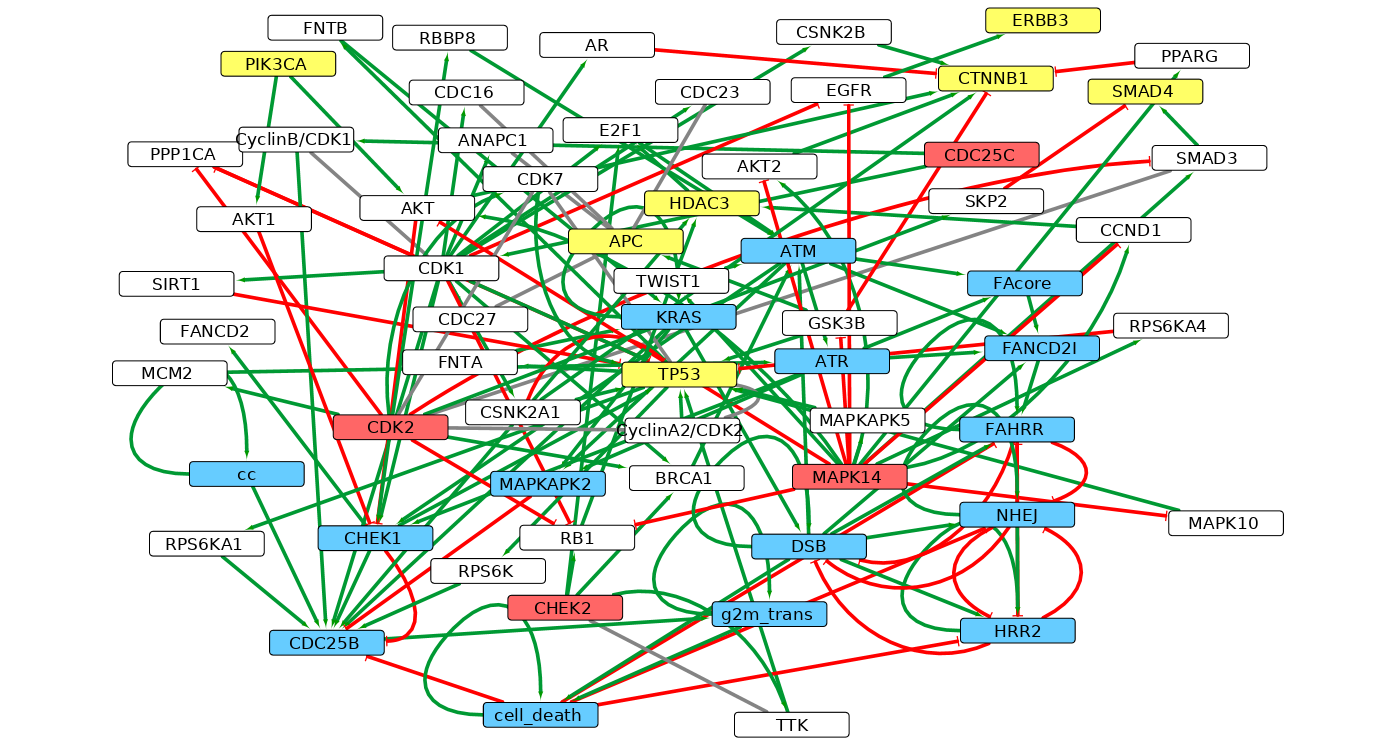 ERBB3
FNTB
CSNK2B
RBBP8
AR
PPARG
PIK3CA
CTNNB1
CDC16
CDC23
EGFR
SMAD4
E2F1
CyclinB/CDK1
ANAPC1
PPP1CA
CDC25C
SMAD3
AKT2
CDK7
SKP2
HDAC3
AKT
AKT1
CCND1
APC
ATM
CDK1
TWIST1
SIRT1
FAcore
CDC27
KRAS
GSK3B
RPS6KA4
FANCD2
FANCD2I
FNTA
ATR
MCM2
TP53
CSNK2A1
MAPKAPK5
CDK2
CyclinA2/CDK2
FAHRR
cc
BRCA1
MAPK14
MAPKAPK2
NHEJ
MAPK10
RPS6KA1
CHEK1
RB1
DSB
RPS6K
CHEK2
g2m_trans
CDC25B
HRR2
cell_death
TTK